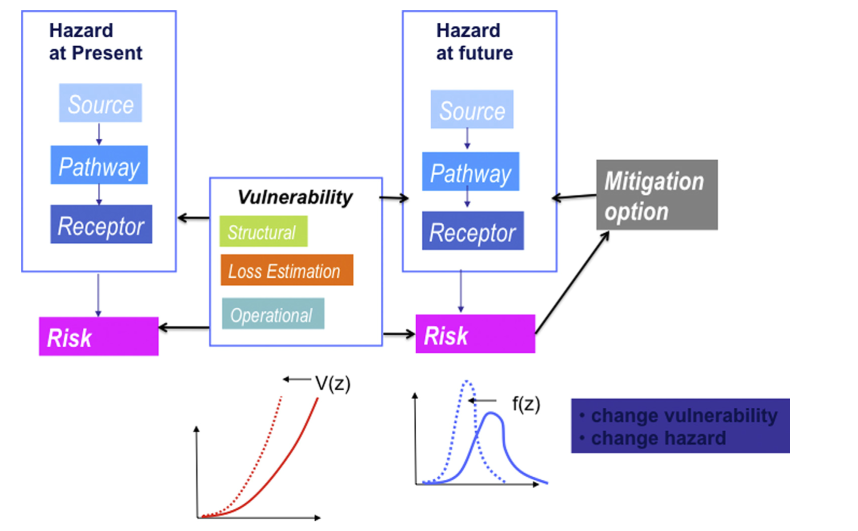 Hazard
at Present
Source
Pathway
Receptor
Risk
Vulnerability
Structural
Loss Estimation
Operational
Hazard
at future
Source
Pathway
Receptor
Risk
Mitigation
option
V(z)
f(z)
• change vulnerability
• change hazard